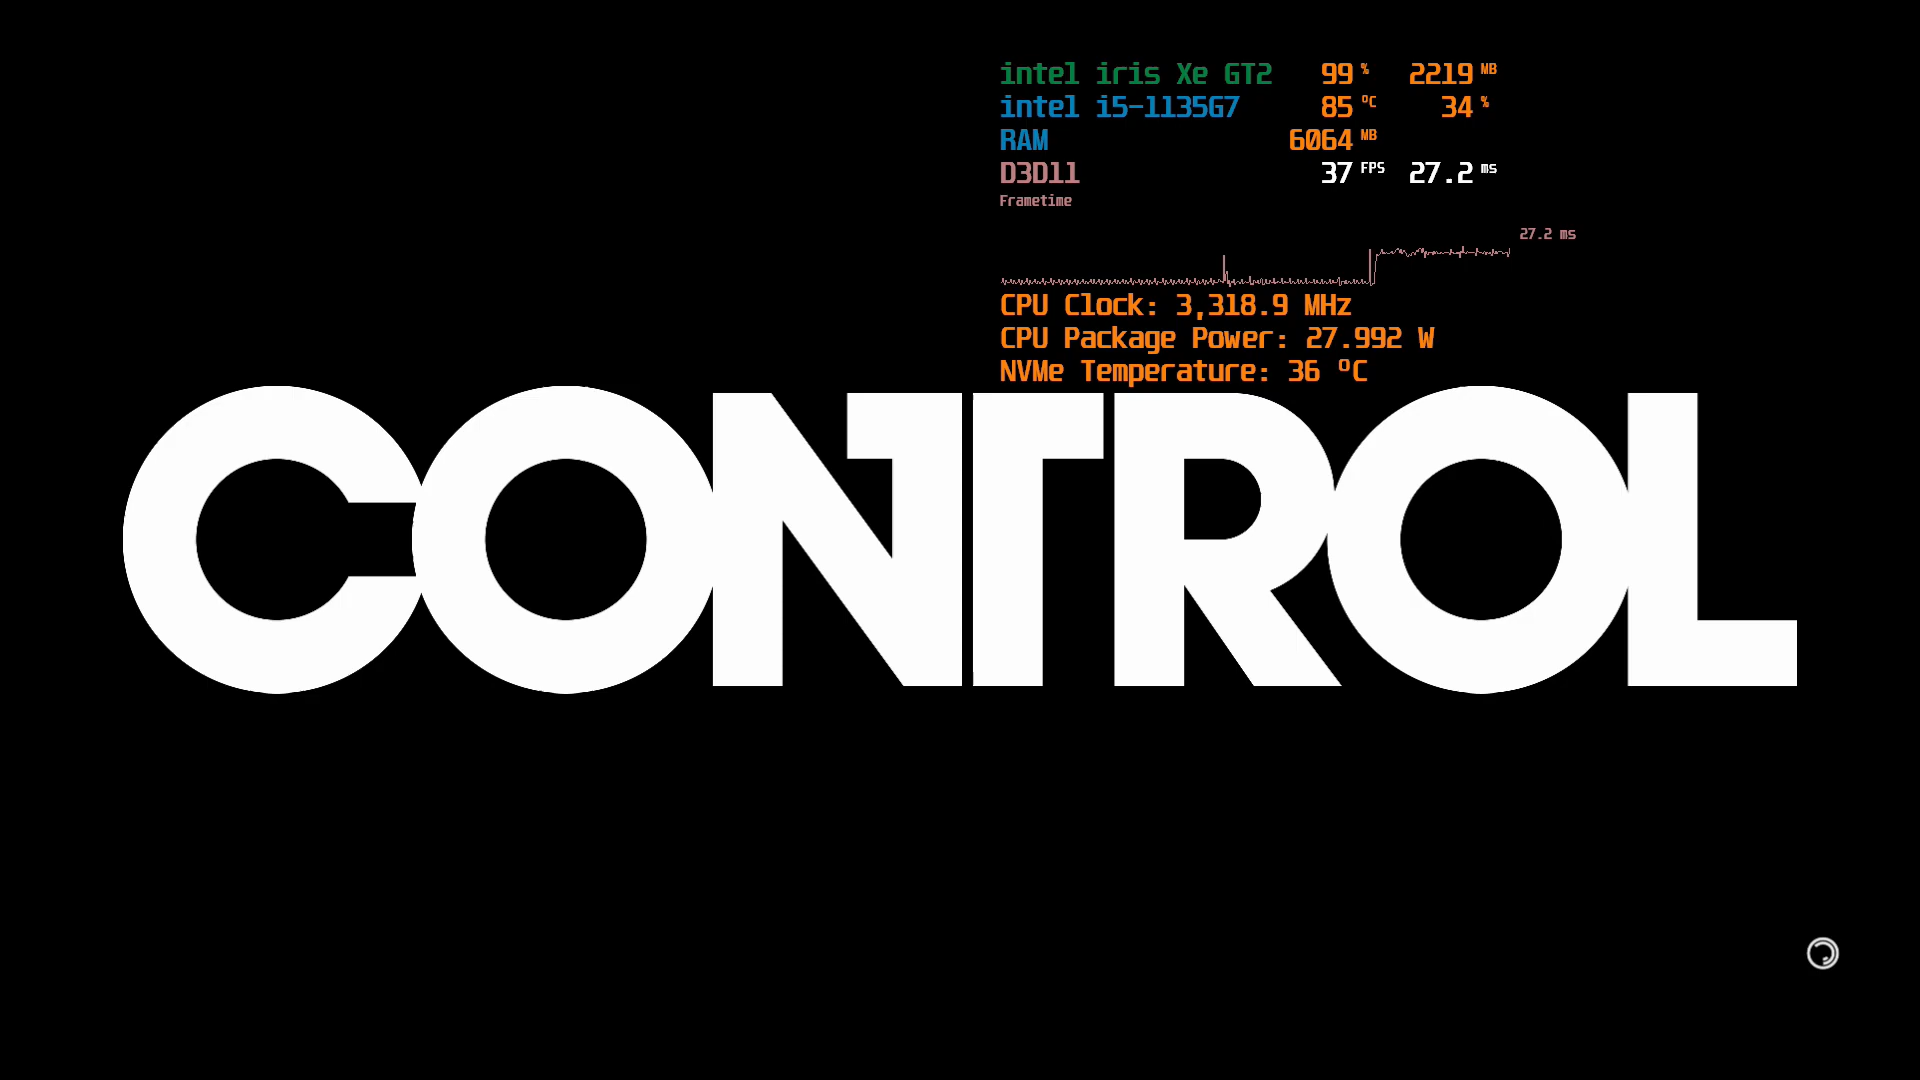 intel iris Xe GT2 99 % 2219 MB
intel i5-1135G7 85 °C 34 %
RAM 6064 MB
D3D11 37 FPS 27.2 ms
Frametime
27.2 ms
CPU Clock: 3,318.9 MHz
CPU Package Power: 27.992 W
NVMe Temperature: 36 °C
CONTROL